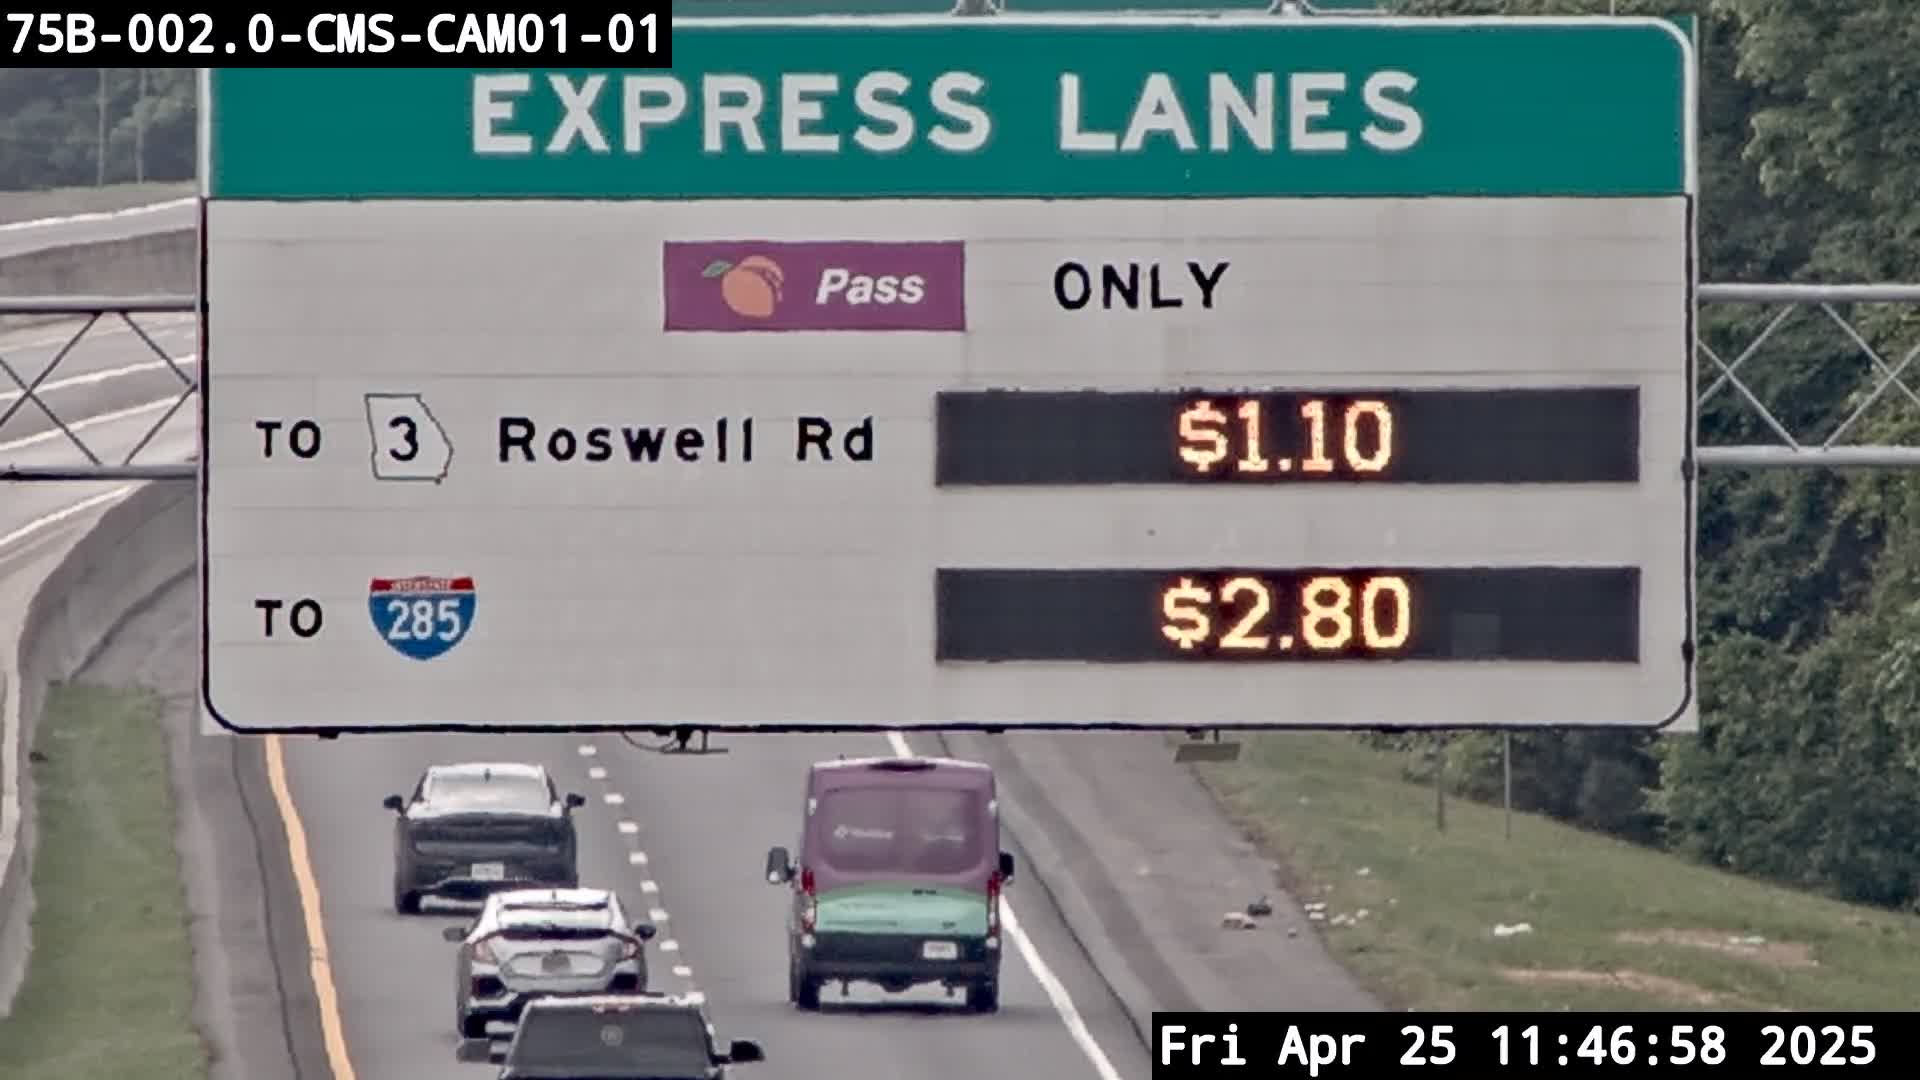 75B-002.0-CMS-CAM01-01
EXPRESS LANES
Pass ONLY
TO 3 Roswell Rd $1.10
TO INTERSTATE 285 $2.80
Fri Apr 25 11:46:58 2025